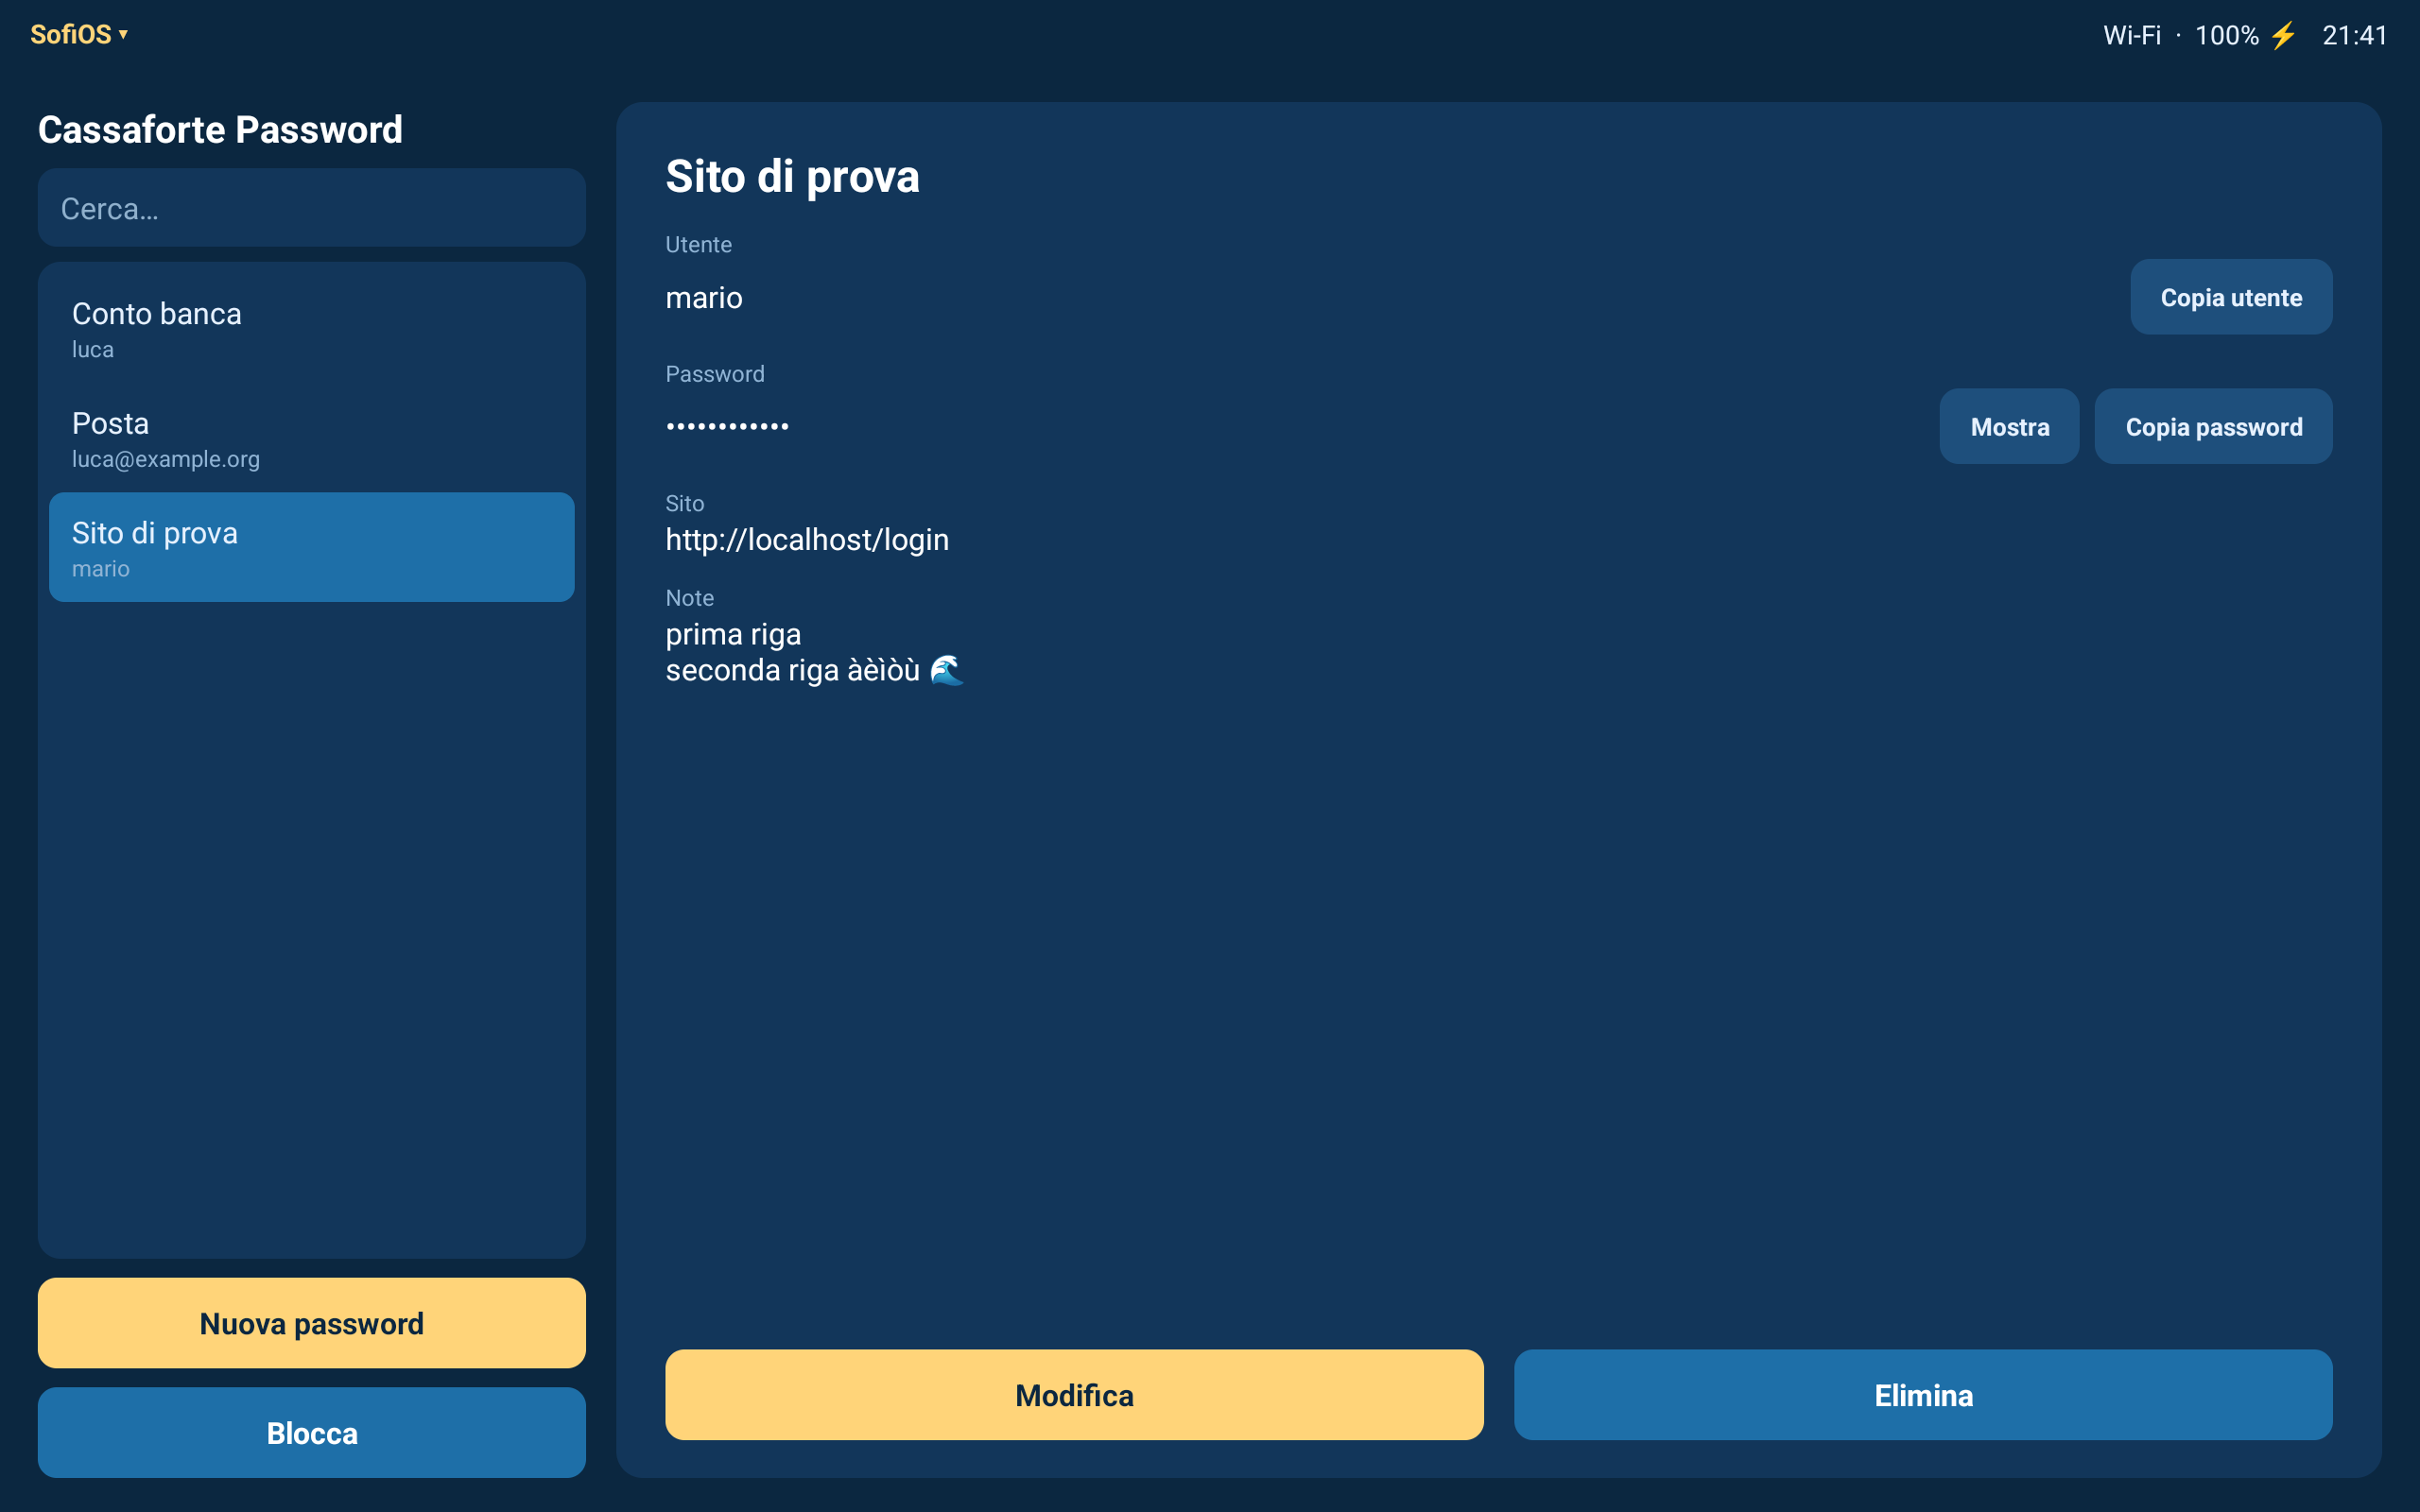 SofiOS ▾
Wi-Fi · 100% ⚡ 21:41
Cassaforte Password
Cerca...
Conto banca
luca
Posta
luca@example.org
Sito di prova
mario
Nuova password
Blocca
Sito di prova
Utente
mario
Copia utente
Password
••••••••••••
Mostra
Copia password
Sito
http://localhost/login
Note
prima riga
seconda riga àèìòù 🌊
Modifica
Elimina